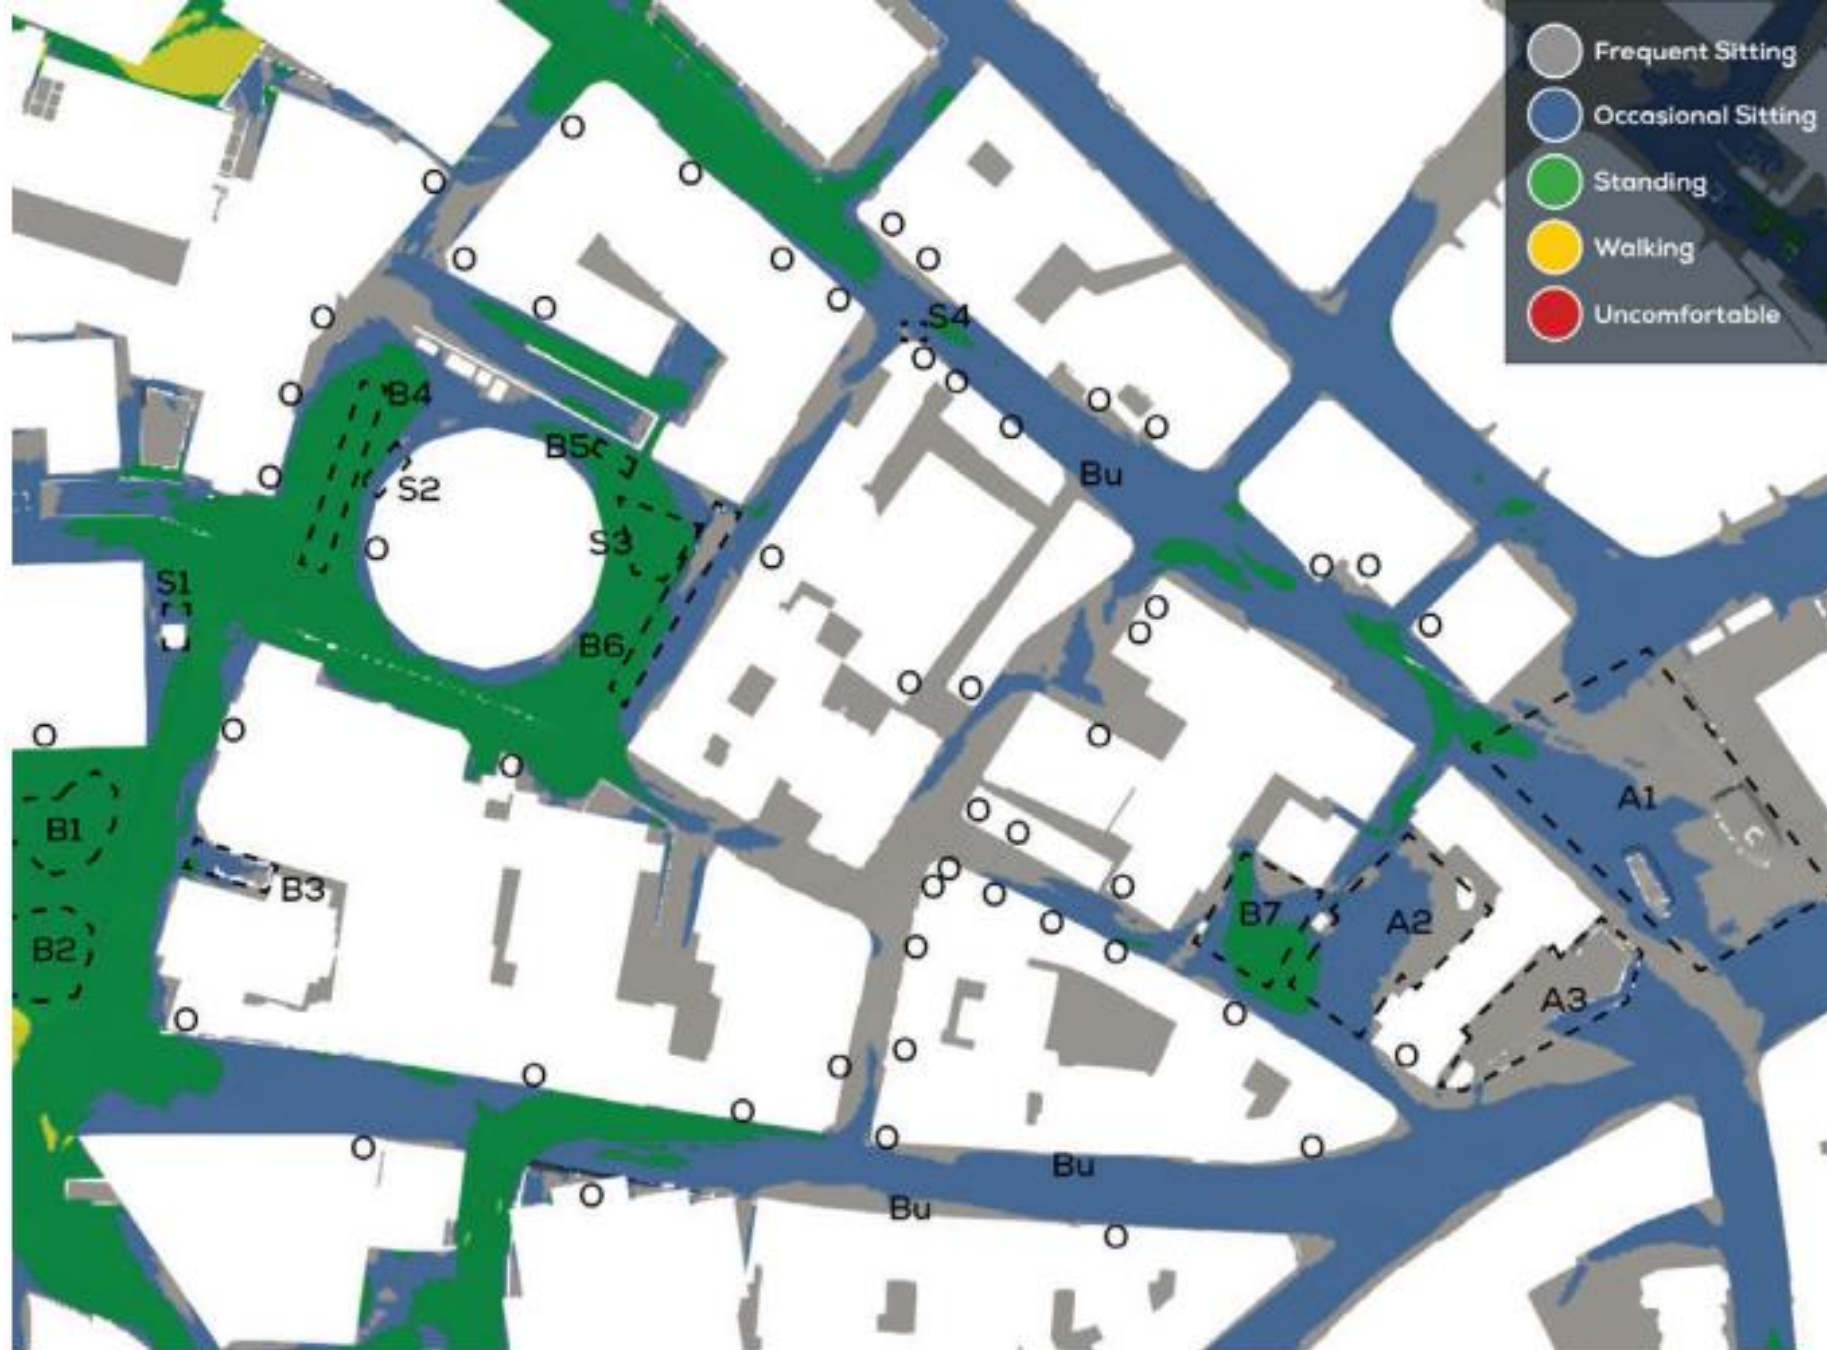 Frequent Sitting
Occasional Sitting
Standing
Walking
Uncomfortable
S4
B4
B5
S2
Bu
S3
S1
B6
A1
B1
B3
B7
A2
B2
A3
Bu
Bu